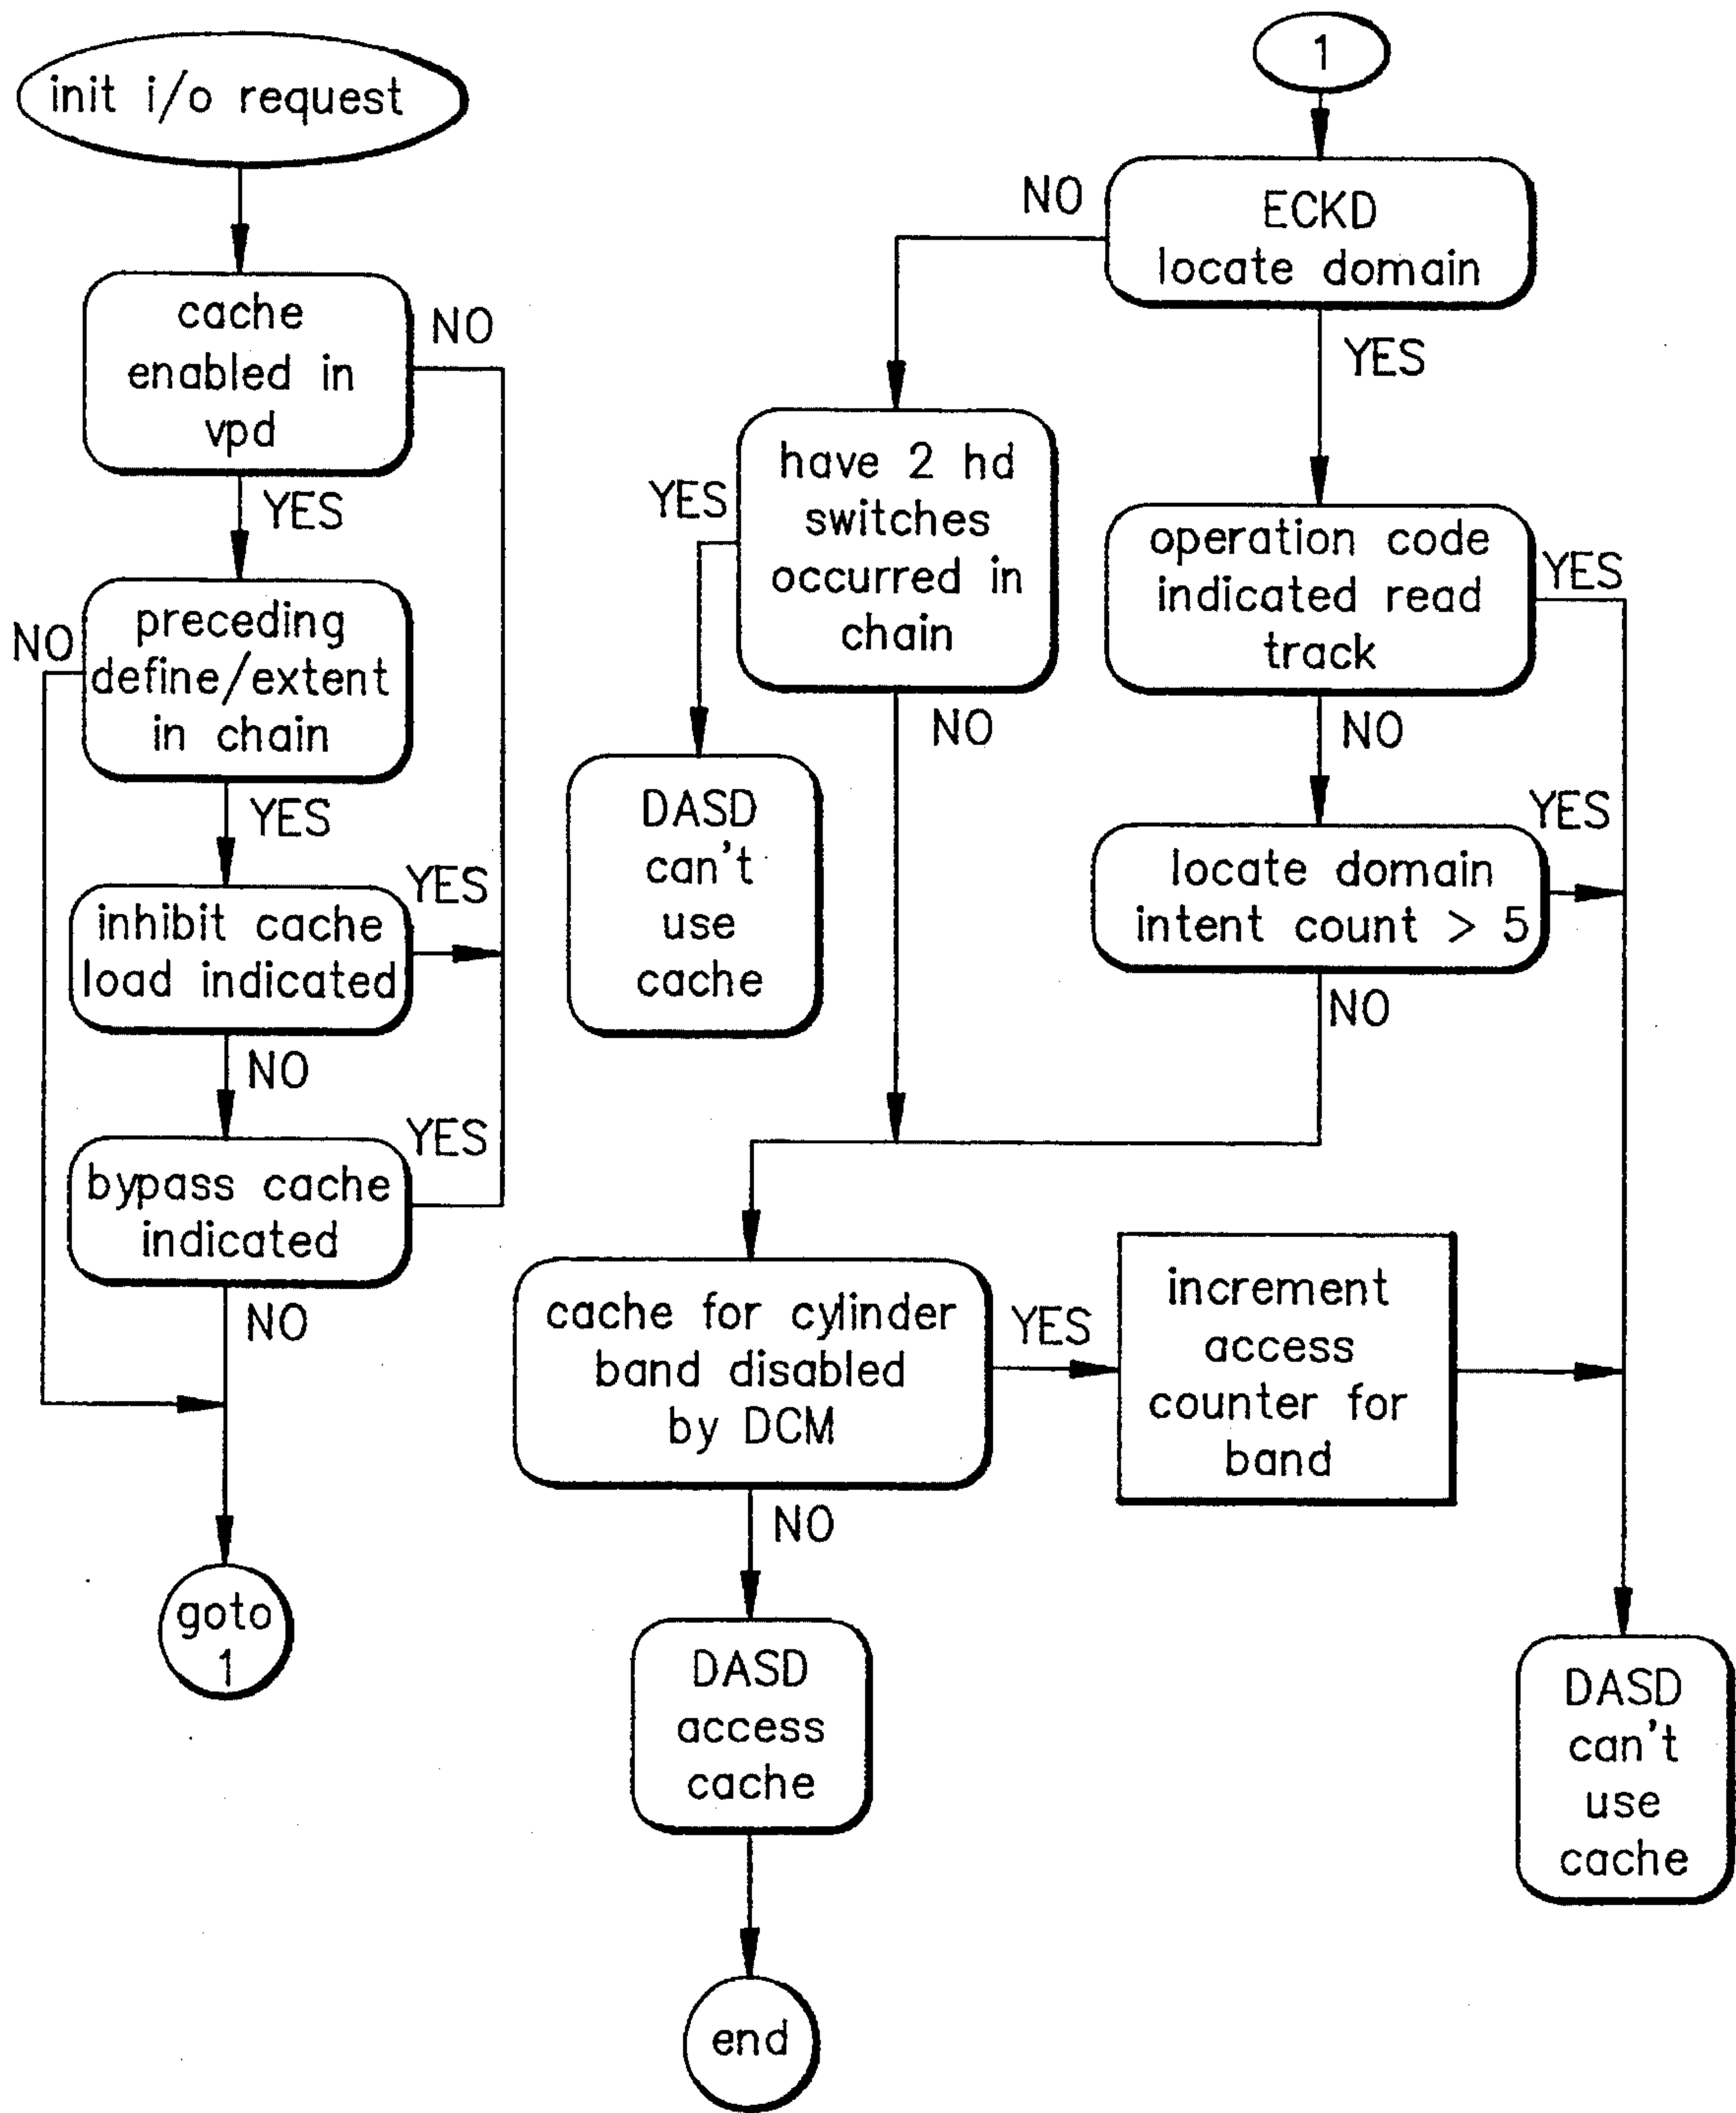 init i/o request
cache
enabled in
vpd
NO
YES
preceding
define/extent
in chain
NO
YES
inhibit cache
load indicated
YES
NO
bypass cache
indicated
YES
NO
goto
1
1
ECKD
locate domain
NO
YES
have 2 hd
switches
occurred in
chain
YES
NO
DASD
can't
use
cache
operation code
indicated read
track
YES
NO
locate domain
intent count > 5
YES
NO
cache for cylinder
band disabled
by DCM
YES
NO
increment
access
counter for
band
DASD
access
cache
end
DASD
can't
use
cache